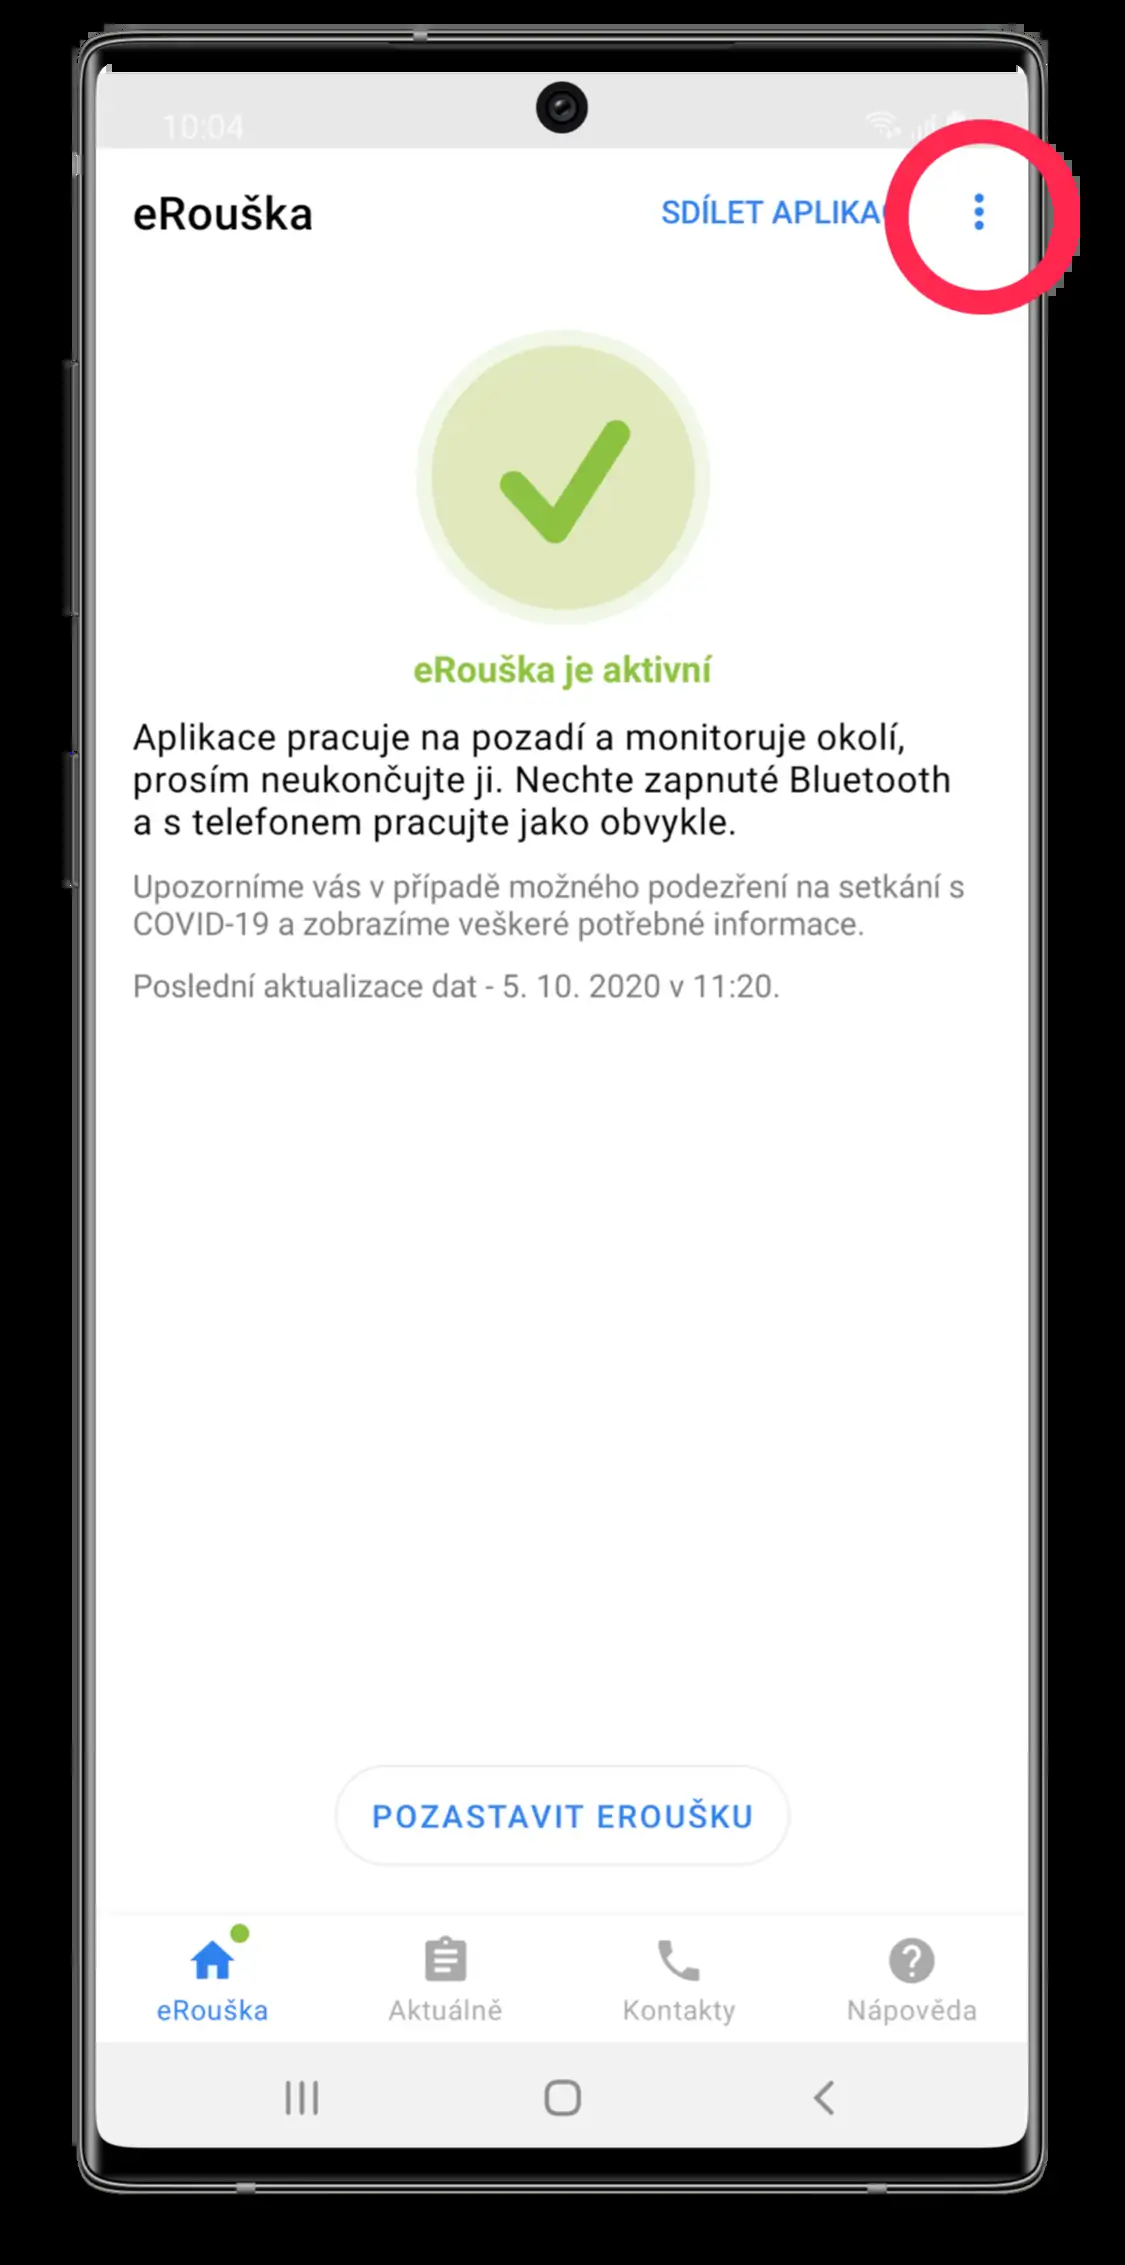 10:04
eRouška
SDÍLET APLIKA
eRouška je aktivní
Aplikace pracuje na pozadí a monitoruje okolí,
prosím neukončujte ji. Nechte zapnuté Bluetooth
a s telefonem pracujte jako obvykle.
Upozorníme vás v případě možného podezření na setkání s
COVID-19 a zobrazíme veškeré potřebné informace.
Poslední aktualizace dat - 5. 10. 2020 v 11:20.
POZASTAVIT EROUŠKU
eRouška
Aktuálně
Kontakty
Nápověda